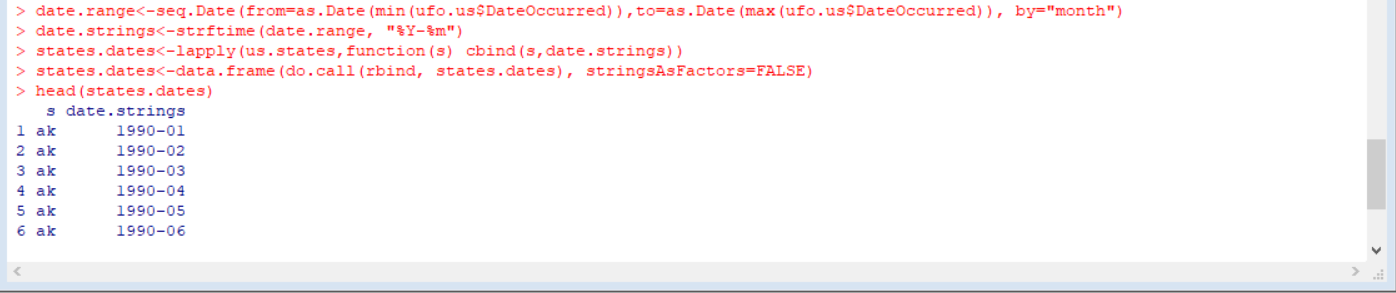 > date.range<-seq.Date(from=as.Date(min(ufo.us$DateOccurred)),to=as.Date(max(ufo.us$DateOccurred)), by="month")
> date.strings<-strftime(date.range, "%Y-%m")
> states.dates<-lapply(us.states,function(s) cbind(s,date.strings))
> states.dates<-data.frame(do.call(rbind, states.dates), stringsAsFactors=FALSE)
> head(states.dates)
   s date.strings
1 ak      1990-01
2 ak      1990-02
3 ak      1990-03
4 ak      1990-04
5 ak      1990-05
6 ak      1990-06